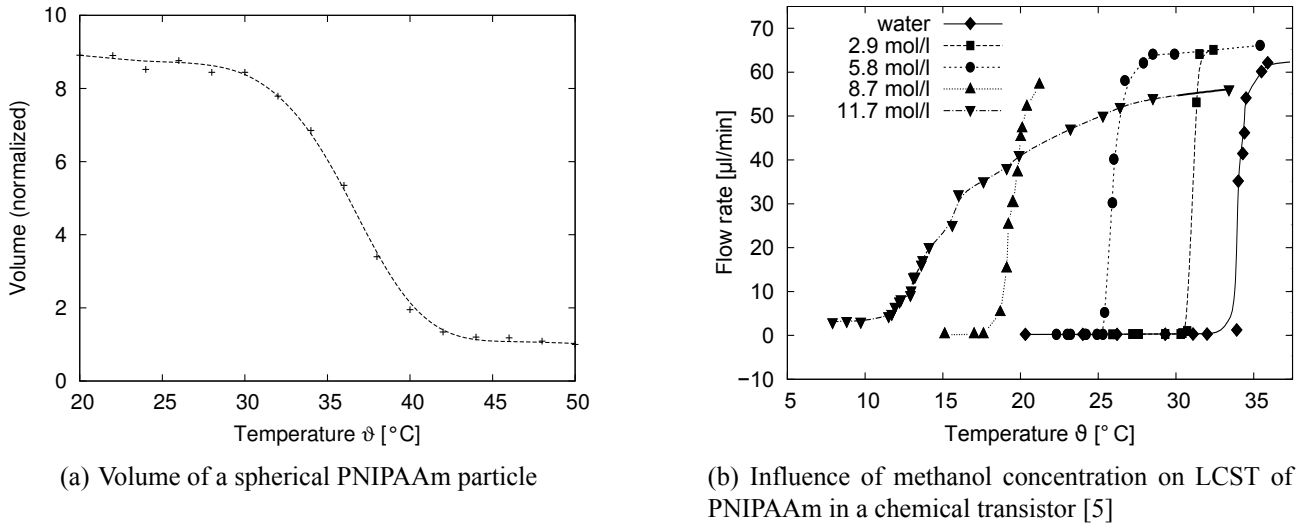 10
8
6
4
2
0
Volume (normalized)
20 25 30 35 40 45 50
Temperature ϑ [°C]
(a) Volume of a spherical PNIPAAm particle
70
60
50
40
30
20
10
0
−10
Flow rate [µl/min]
water
2.9 mol/l
5.8 mol/l
8.7 mol/l
11.7 mol/l
5 10 15 20 25 30 35
Temperature ϑ [°C]
(b) Influence of methanol concentration on LCST of
PNIPAAm in a chemical transistor [5]